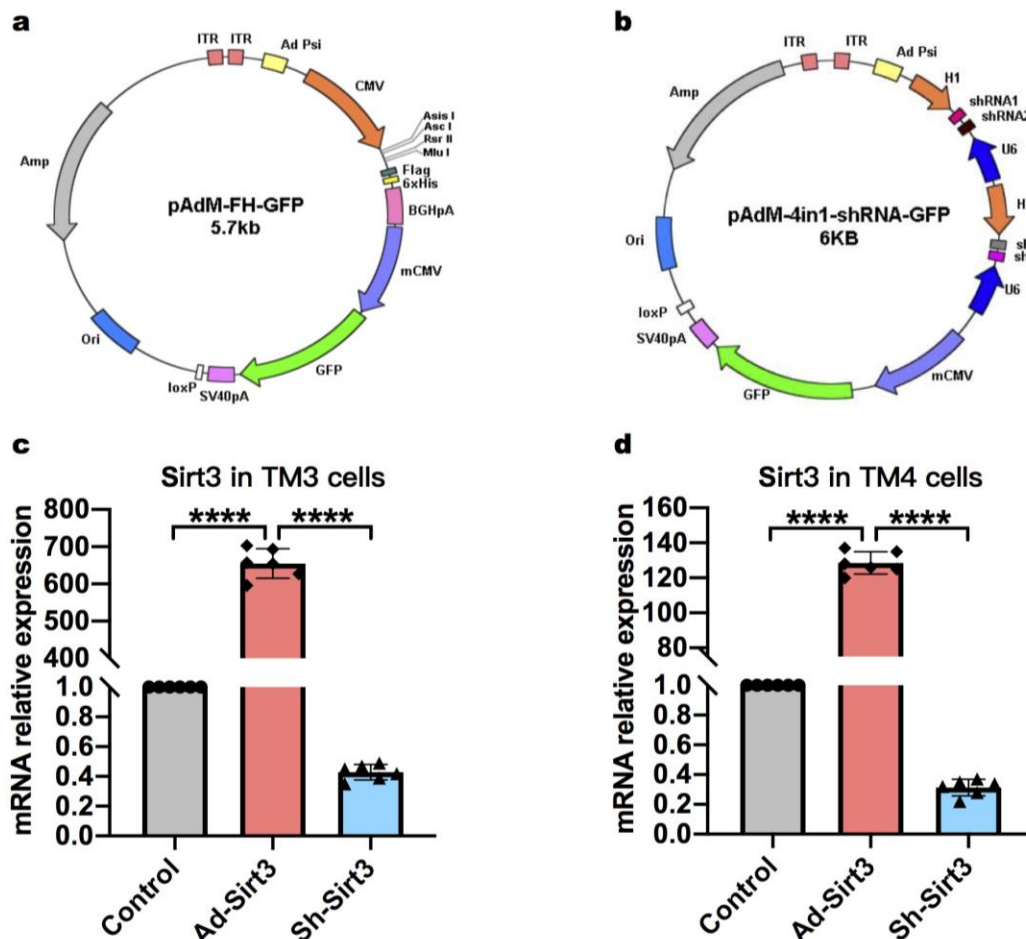 a
ITR ITR
Ad Psi
CMV
Asis I
Asc I
Rsr II
Mlu I
Flag
6xHis
BGHpA
mCMV
GFP
SV40pA
loxP
Ori
Amp
pAdM-FH-GFP
5.7kb
b
ITR
ITR
Ad Psi
H1
shRNA1
shRNA2
U6
H
sh
sh
U6
mCMV
GFP
SV40pA
loxP
Ori
Amp
pAdM-4in1-shRNA-GFP
6KB
c
Sirt3 in TM3 cells
mRNA relative expression
800
700
600
500
400
1.0
0.8
0.6
0.4
0.2
0.0
**** ****
Control
Ad-Sirt3
Sh-Sirt3
d
Sirt3 in TM4 cells
mRNA relative expression
160
140
120
100
80
1.0
0.8
0.6
0.4
0.2
0.0
**** ****
Control
Ad-Sirt3
Sh-Sirt3